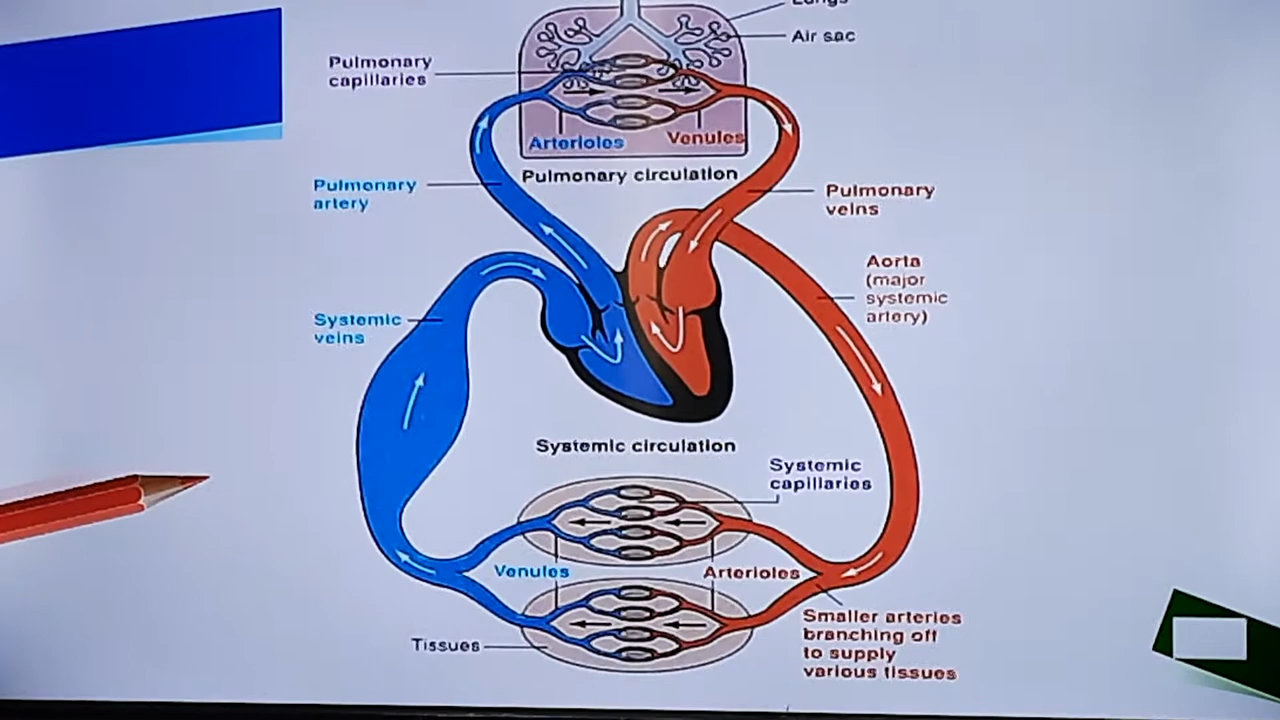 Lungs
Air sac
Pulmonary
capillaries
Arterioles
Venules
Pulmonary circulation
Pulmonary
artery
Pulmonary
veins
Aorta
(major
systemic
artery)
Systemic
veins
Systemic circulation
Systemic
capillaries
Venules
Arterioles
Smaller arteries
branching off
to supply
various tissues
Tissues